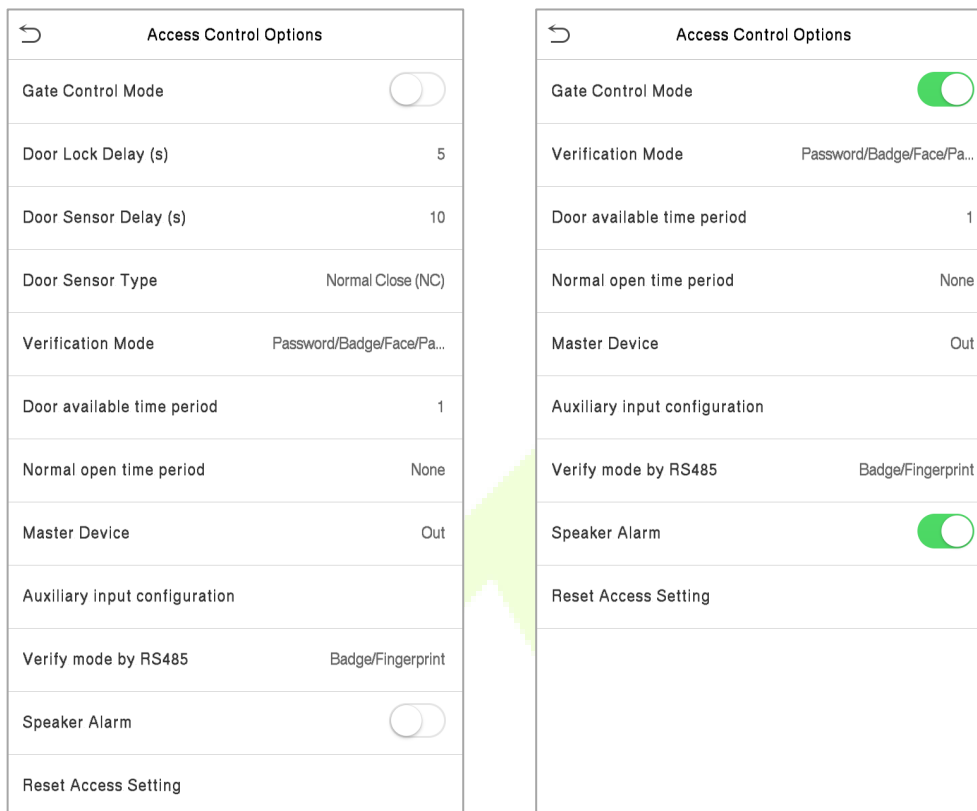 Access Control Options
Gate Control Mode
Door Lock Delay (s) 5
Door Sensor Delay (s) 10
Door Sensor Type Normal Close (NC)
Verification Mode Password/Badge/Face/Pa...
Door available time period 1
Normal open time period None
Master Device Out
Auxiliary input configuration
Verify mode by RS485 Badge/Fingerprint
Speaker Alarm
Reset Access Setting
Access Control Options
Gate Control Mode
Verification Mode Password/Badge/Face/Pa...
Door available time period 1
Normal open time period None
Master Device Out
Auxiliary input configuration
Verify mode by RS485 Badge/Fingerprint
Speaker Alarm
Reset Access Setting